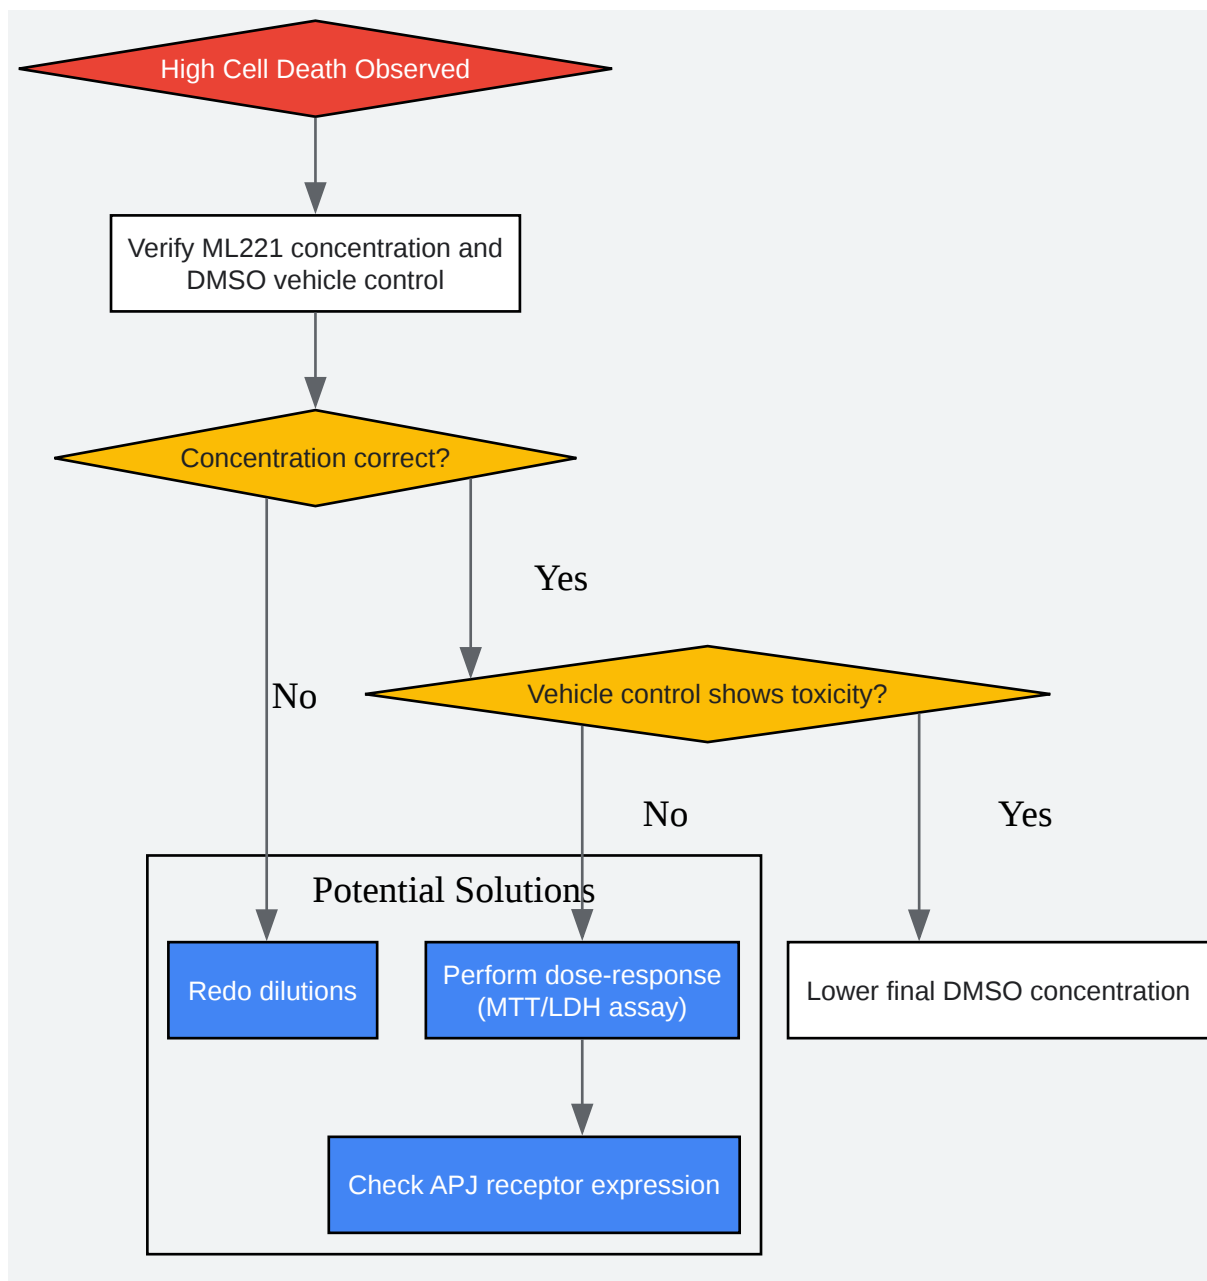 High Cell Death Observed
Verify ML221 concentration and
DMSO vehicle control
Concentration correct?
Yes
No
Vehicle control shows toxicity?
No
Yes
Potential Solutions
Redo dilutions
Perform dose-response
(MTT/LDH assay)
Lower final DMSO concentration
Check APJ receptor expression